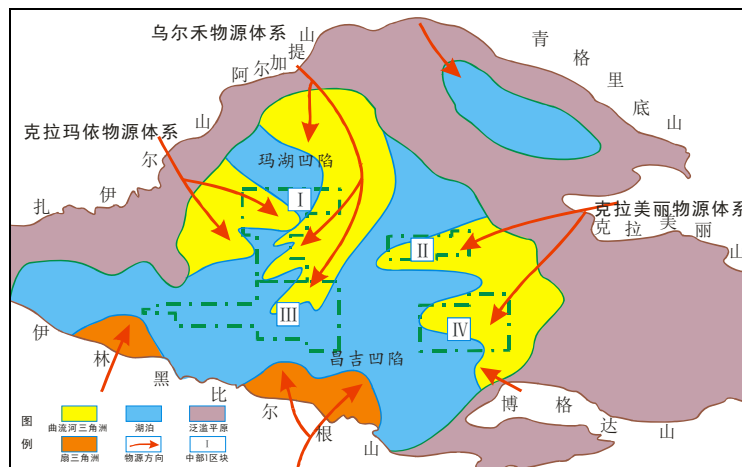 乌尔禾物源体系
克拉玛依物源体系
克拉美丽物源体系
扎伊尔山
阿尔加提山
青格里底山
克拉美丽山
伊林黑比尔根山
博格达山
玛湖凹陷
昌吉凹陷
I
II
III
IV
图例
曲流河三角洲
湖泊
泛滥平原
扇三角洲
物源方向
I
中部1区块